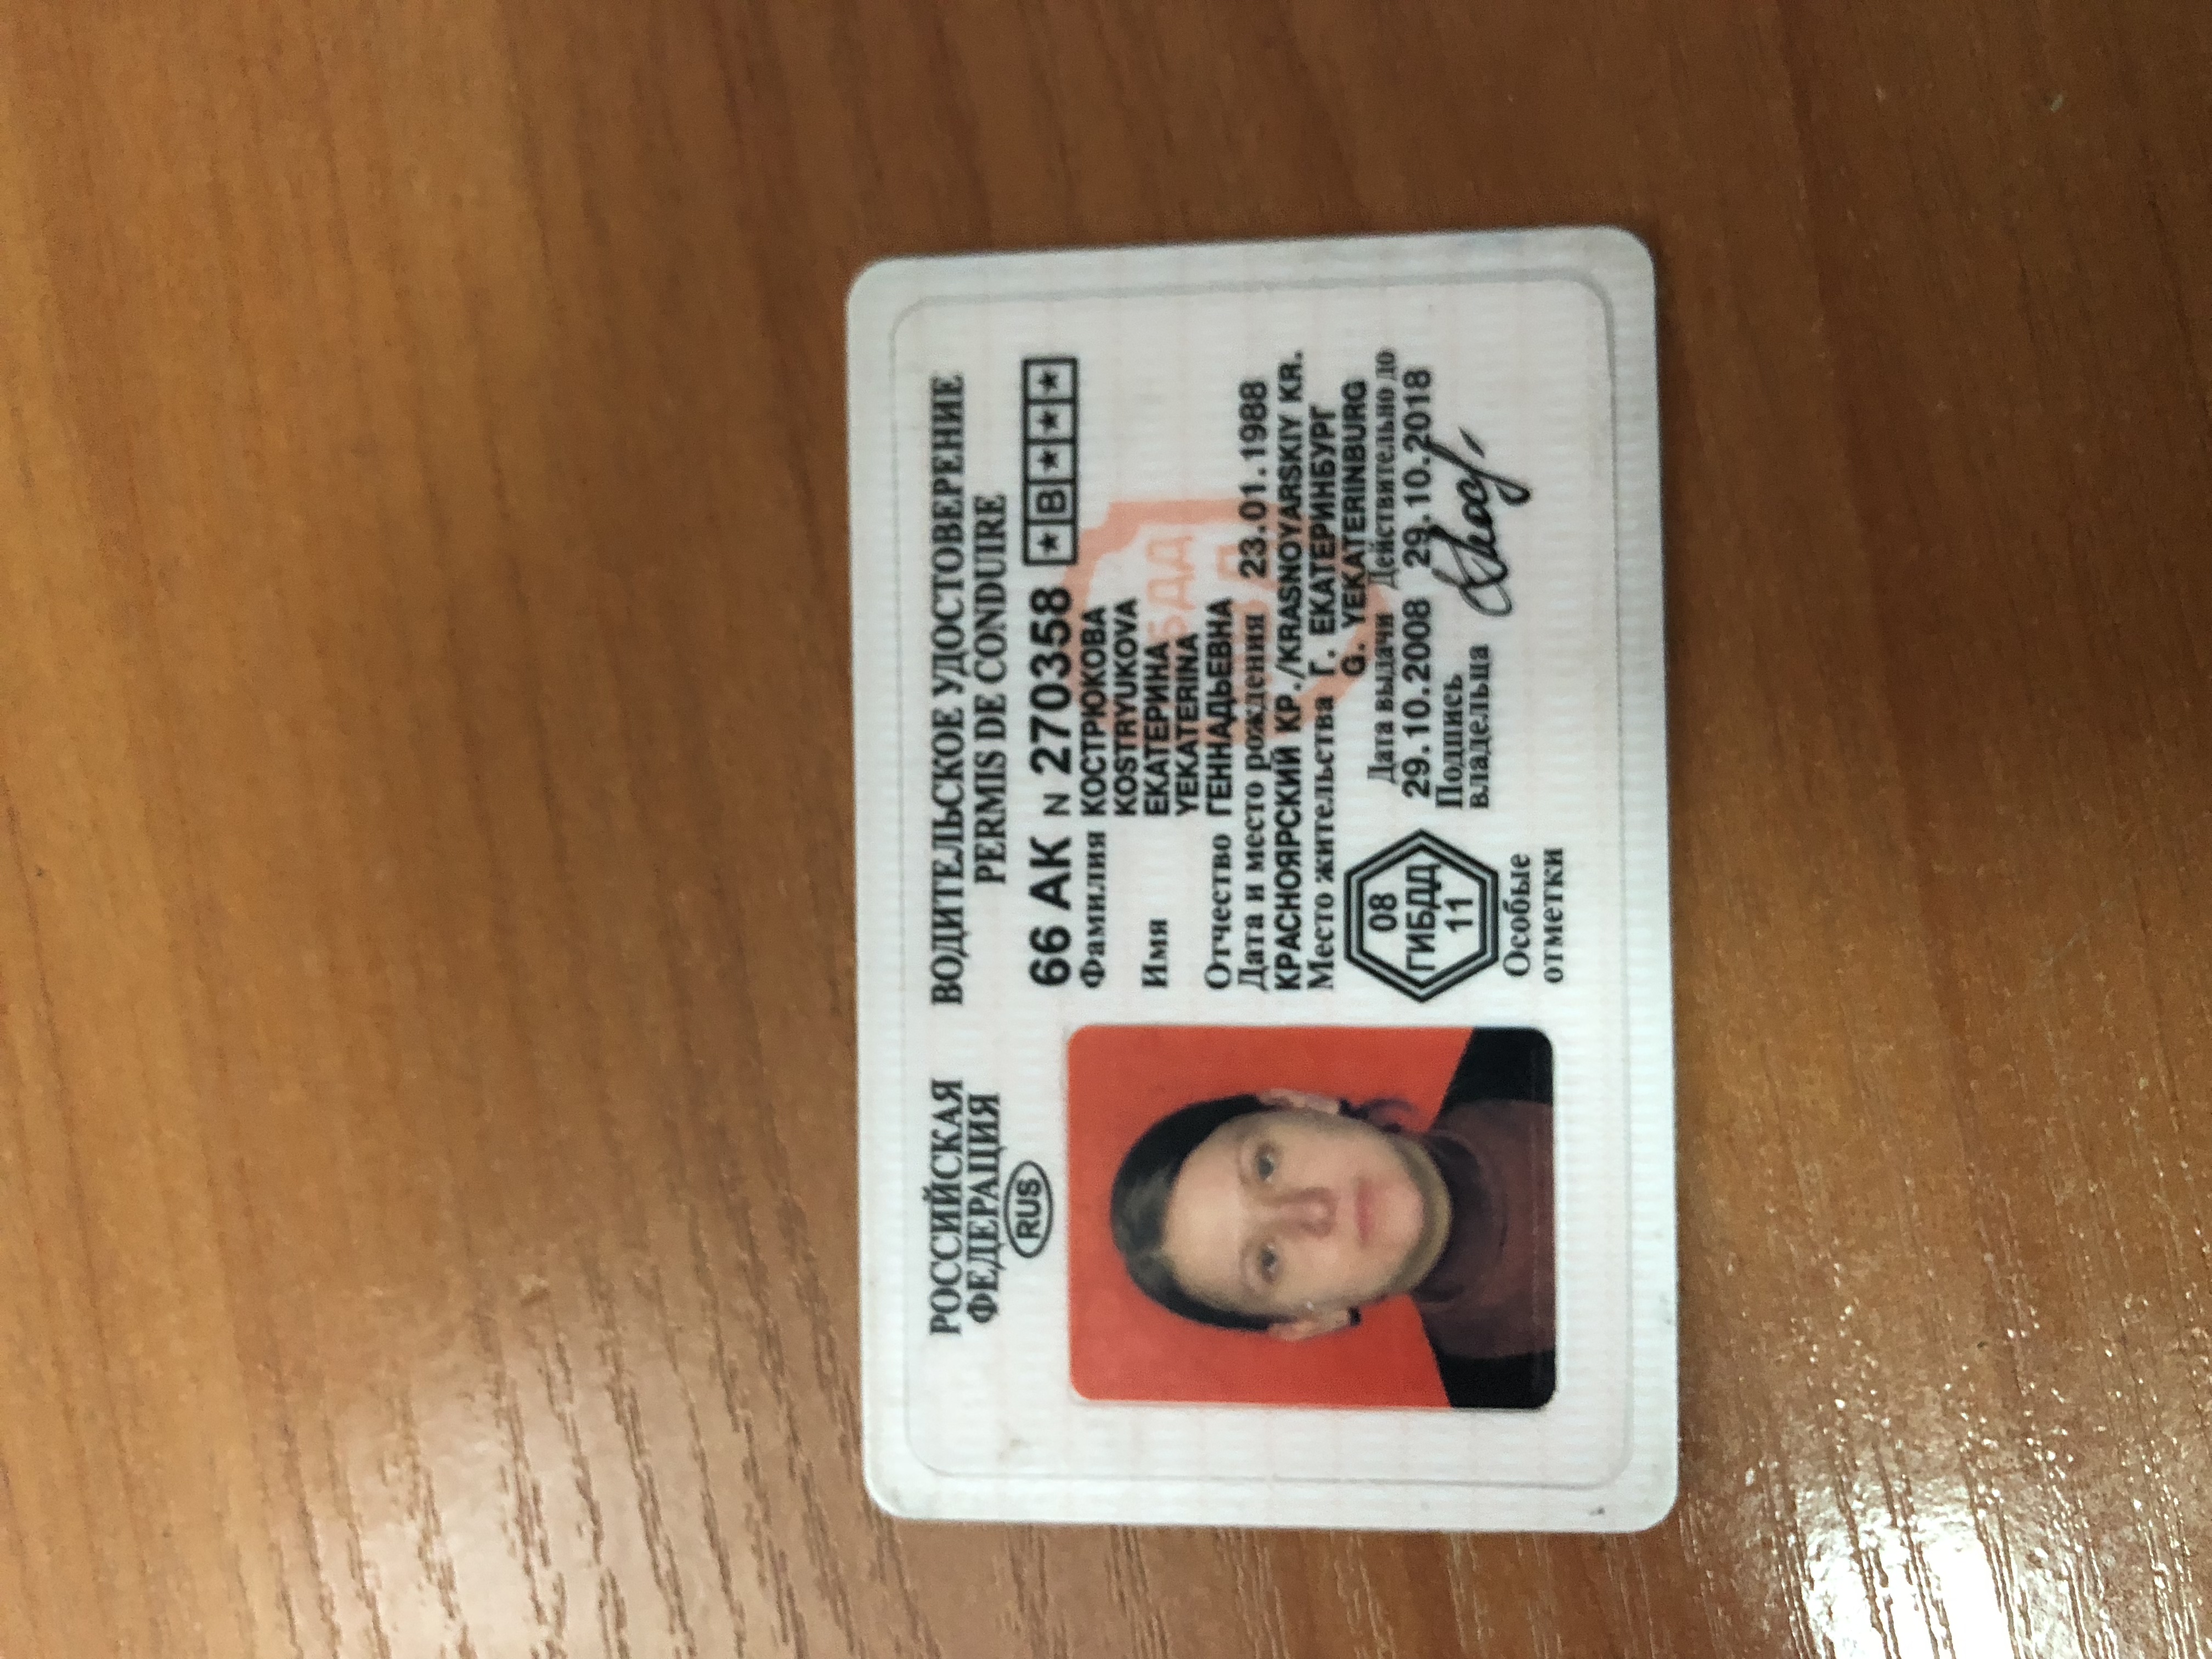 РОССИЙСКАЯ
ФЕДЕРАЦИЯ
RUS
ВОДИТЕЛЬСКОЕ УДОСТОВЕРЕНИЕ
PERMIS DE CONDUIRE
66 АК N 270358 ★ B ★ ★ ★
Фамилия КОСТРЮКОВА
KOSTRYUKOVA
Имя ЕКАТЕРИНА
YEKATERINA
Отчество ГЕННАДЬЕВНА
Дата и место рождения 23.01.1988
КРАСНОЯРСКИЙ КР./KRASNOYARSKIY KR.
Место жительства Г. ЕКАТЕРИНБУРГ
G. YEKATERINBURG
08
ГИБДД
11
Дата выдачи Действительно до
29.10.2008 29.10.2018
Подпись
владельца
Особые
отметки